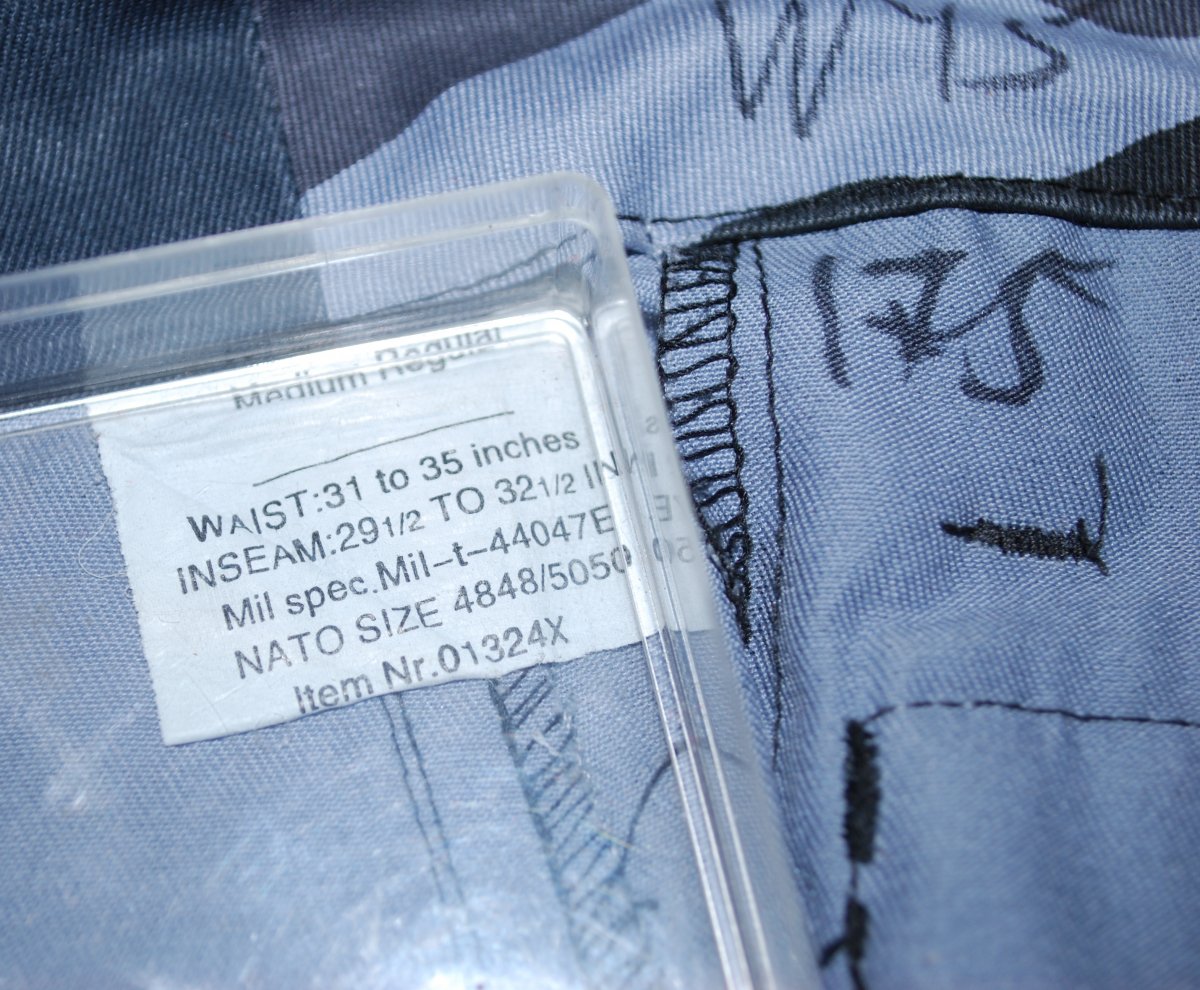 175
Medium Regular
WAIST:31 to 35 inches
INSEAM:29 1/2 TO 32 1/2 IN
Mil spec.Mil-t-44047E
NATO SIZE 4848/5050
Item Nr.01324X